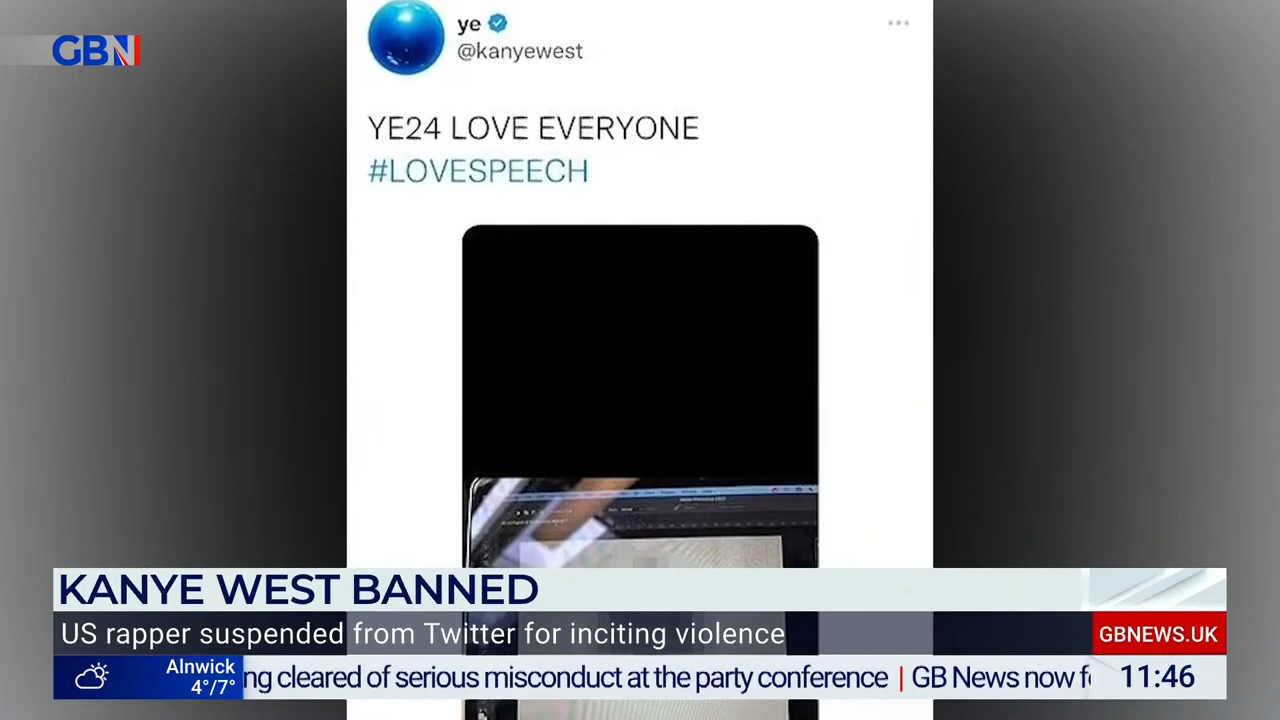 GBN
ye
@kanyewest
YE24 LOVE EVERYONE
#LOVESPEECH
KANYE WEST BANNED
US rapper suspended from Twitter for inciting violence
GBNEWS.UK
Alnwick
4°/7°
ng cleared of serious misconduct at the party conference | GB News now f
11:46